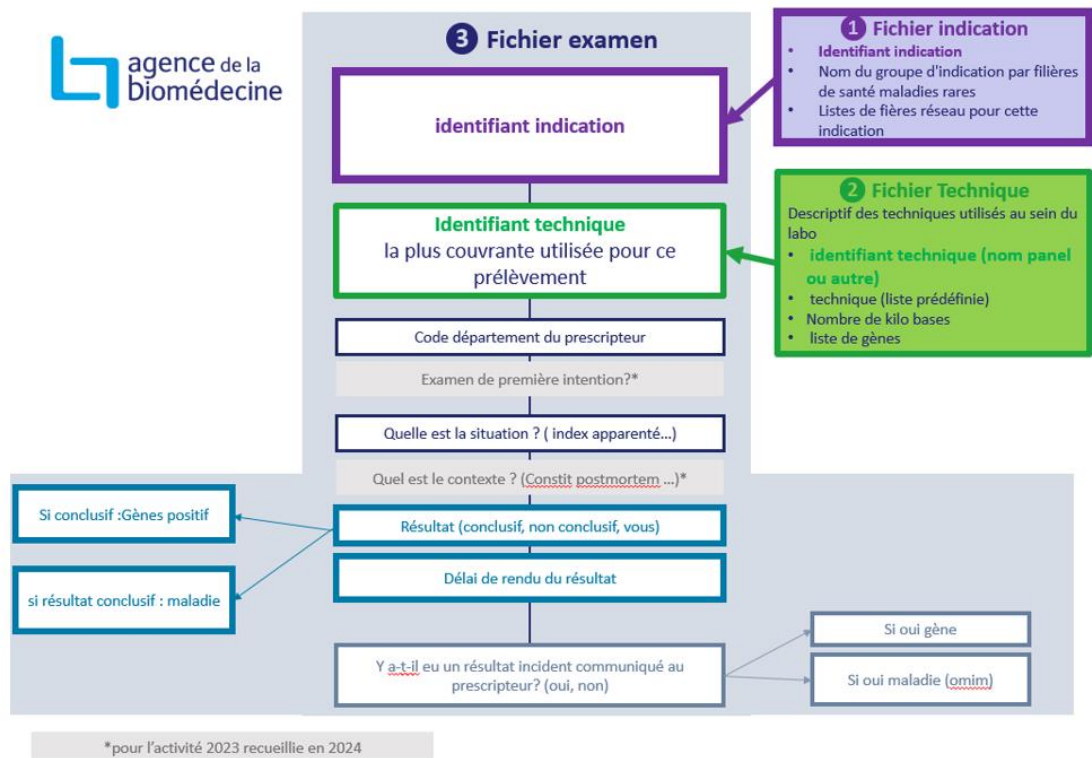 agence de la
biomédecine
3 Fichier examen
identifiant indication
Identifiant technique
la plus couvrante utilisée pour ce
prélèvement
Code département du prescripteur
Examen de première intention?*
Quelle est la situation ? ( index apparenté...)
Quel est le contexte ? (Constit postmortem ...)*
Résultat (conclusif, non conclusif, vous)
Délai de rendu du résultat
Y a-t-il eu un résultat incident communiqué au
prescripteur? (oui, non)
1 Fichier indication
• Identifiant indication
• Nom du groupe d'indication par filières
de santé maladies rares
• Listes de fières réseau pour cette
indication
2 Fichier Technique
Descriptif des techniques utilisés au sein du
labo
• identifiant technique (nom panel
ou autre)
• technique (liste prédéfinie)
• Nombre de kilo bases
• liste de gènes
Si conclusif :Gènes positif
si résultat conclusif : maladie
Si oui gène
Si oui maladie (omim)
*pour l'activité 2023 recueillie en 2024